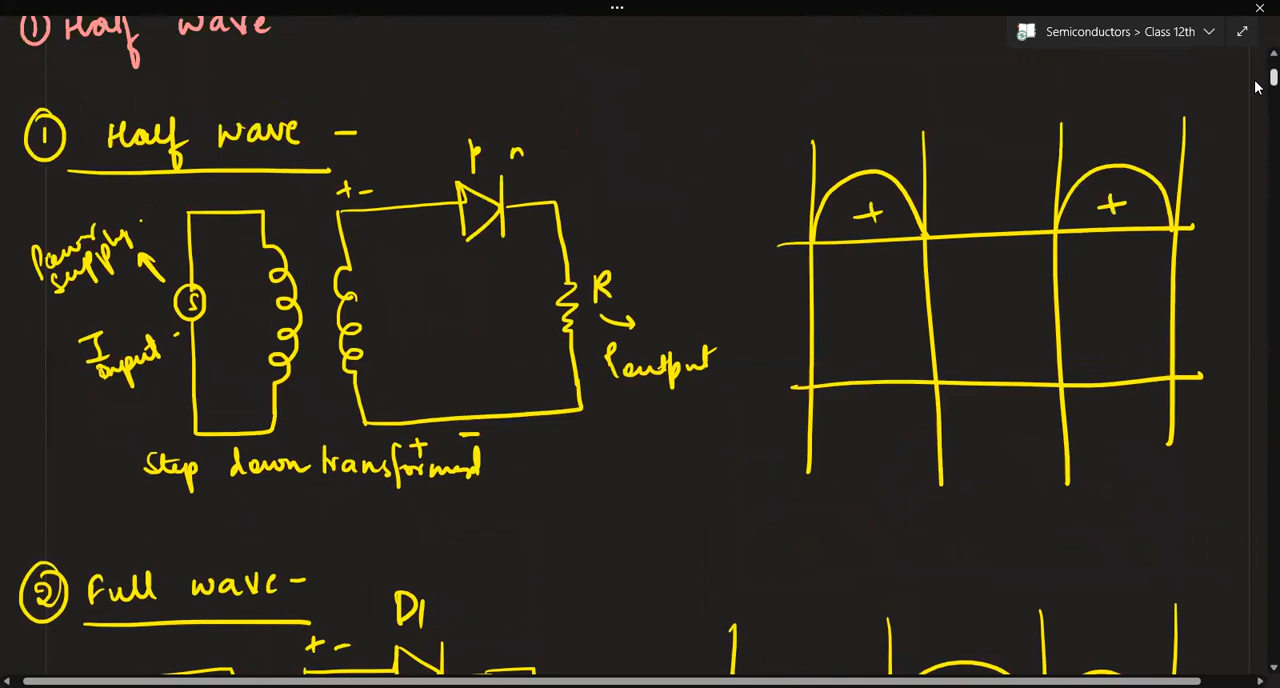 ① Half wave
Semiconductors > Class 12th
① Half wave -
p n
+ -
Power
supply
S
Input
R
output
+ -
Step down transformed
+
+
② Full wave -
D1
+ -